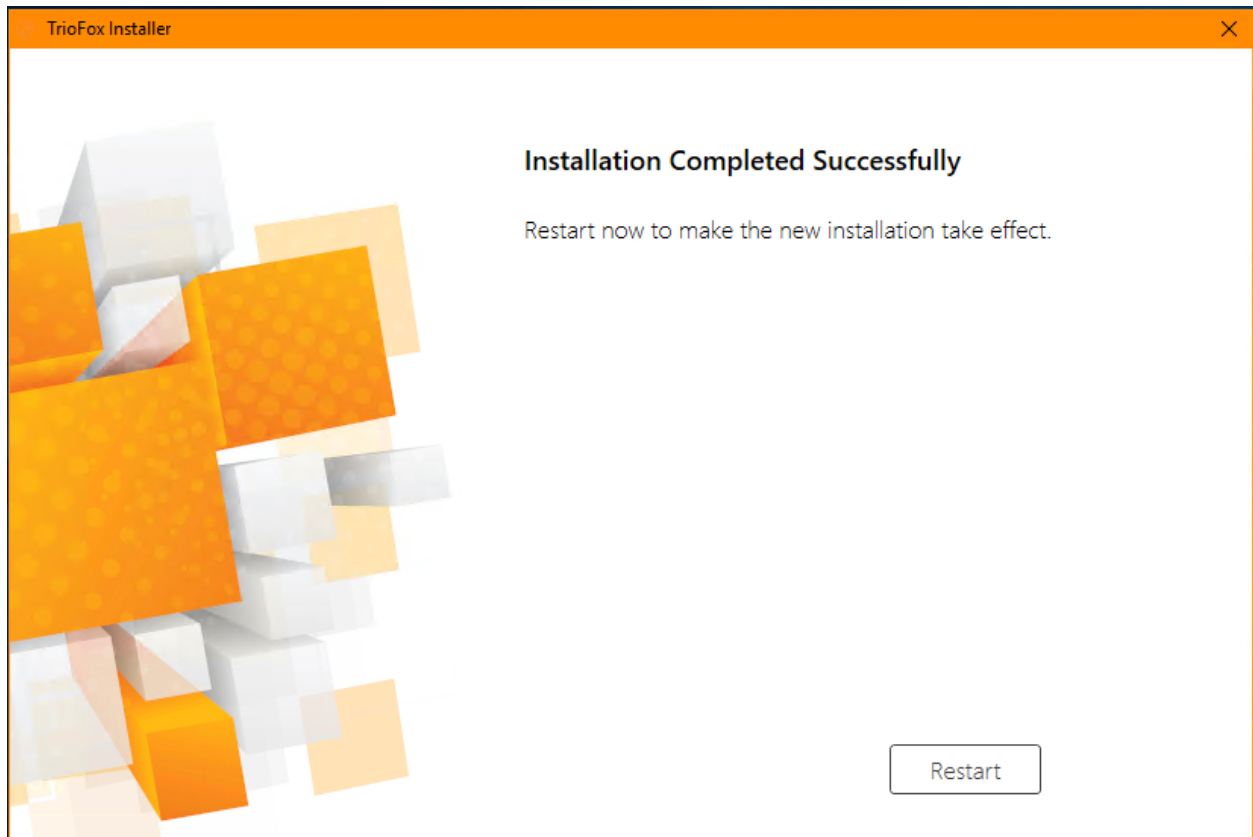 TrioFox Installer
Installation Completed Successfully
Restart now to make the new installation take effect.
Restart